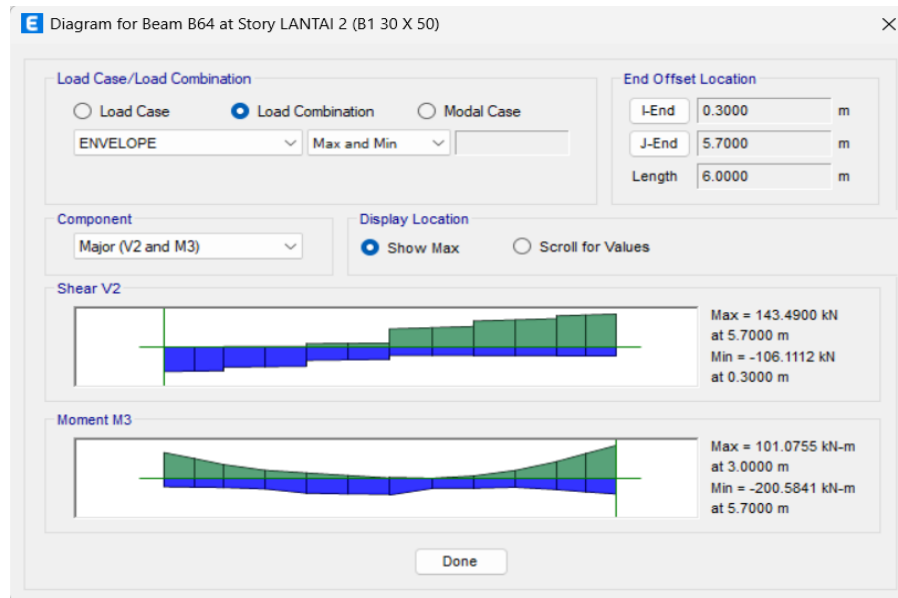 E Diagram for Beam B64 at Story LANTAI 2 (B1 30 X 50)
Load Case/Load Combination
Load Case Load Combination Modal Case
ENVELOPE Max and Min
End Offset Location
I-End 0.3000 m
J-End 5.7000 m
Length 6.0000 m
Component
Major (V2 and M3)
Display Location
Show Max Scroll for Values
Shear V2
Max = 143.4900 kN
at 5.7000 m
Min = -106.1112 kN
at 0.3000 m
Moment M3
Max = 101.0755 kN-m
at 3.0000 m
Min = -200.5841 kN-m
at 5.7000 m
Done